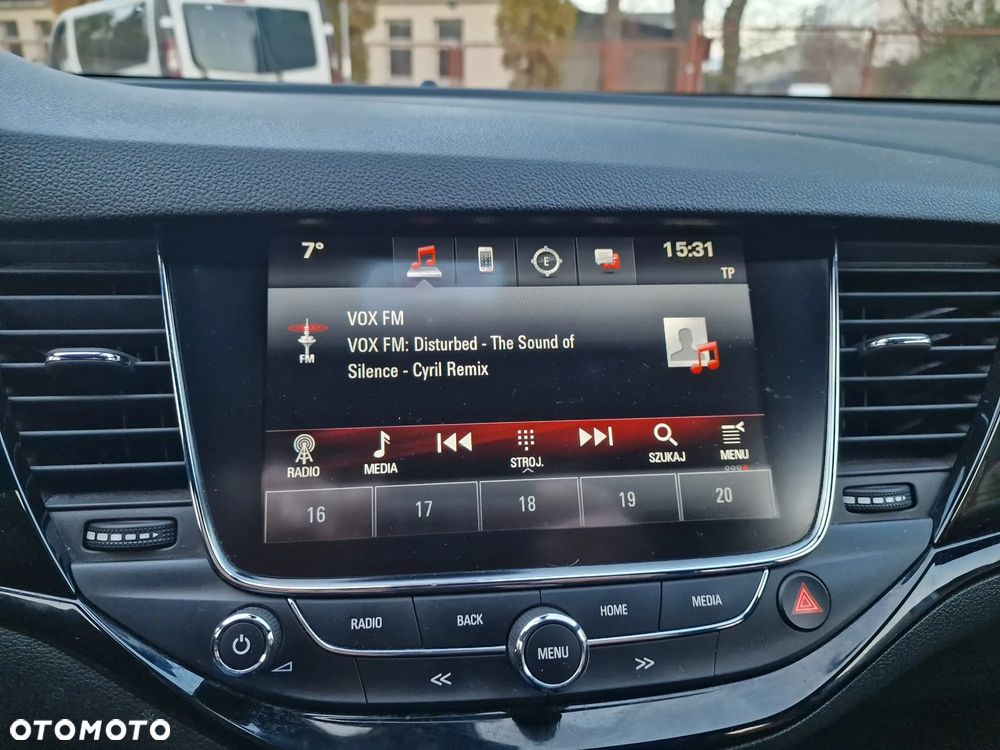 7°
E
15:31
TP
VOX FM
VOX FM: Disturbed - The Sound of
Silence - Cyril Remix
FM
RADIO
MEDIA
STROJ.
SZUKAJ
MENU
16
17
18
19
20
RADIO
BACK
HOME
MEDIA
MENU
OTOMOTO